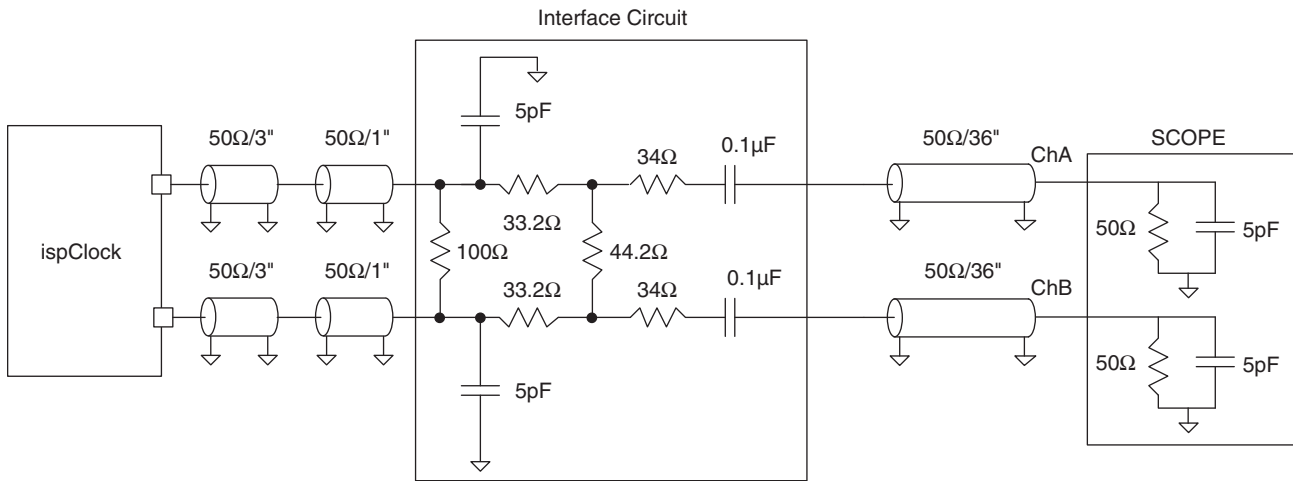 Interface Circuit
5pF
50Ω/3"
50Ω/1"
34Ω
0.1µF
50Ω/36"
ChA
SCOPE
33.2Ω
ispClock
100Ω
44.2Ω
50Ω
5pF
50Ω/3"
50Ω/1"
33.2Ω
34Ω
0.1µF
50Ω/36"
ChB
5pF
50Ω
5pF